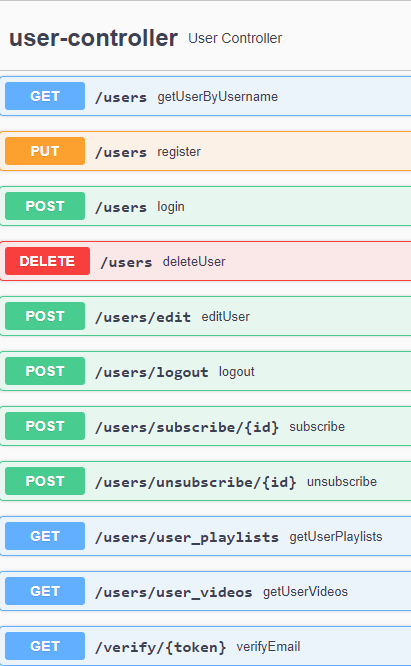 user-controller User Controller
GET /users getUserByUsername
PUT /users register
POST /users login
DELETE /users deleteUser
POST /users/edit editUser
POST /users/logout logout
POST /users/subscribe/{id} subscribe
POST /users/unsubscribe/{id} unsubscribe
GET /users/user_playlists getUserPlaylists
GET /users/user_videos getUserVideos
GET /verify/{token} verifyEmail